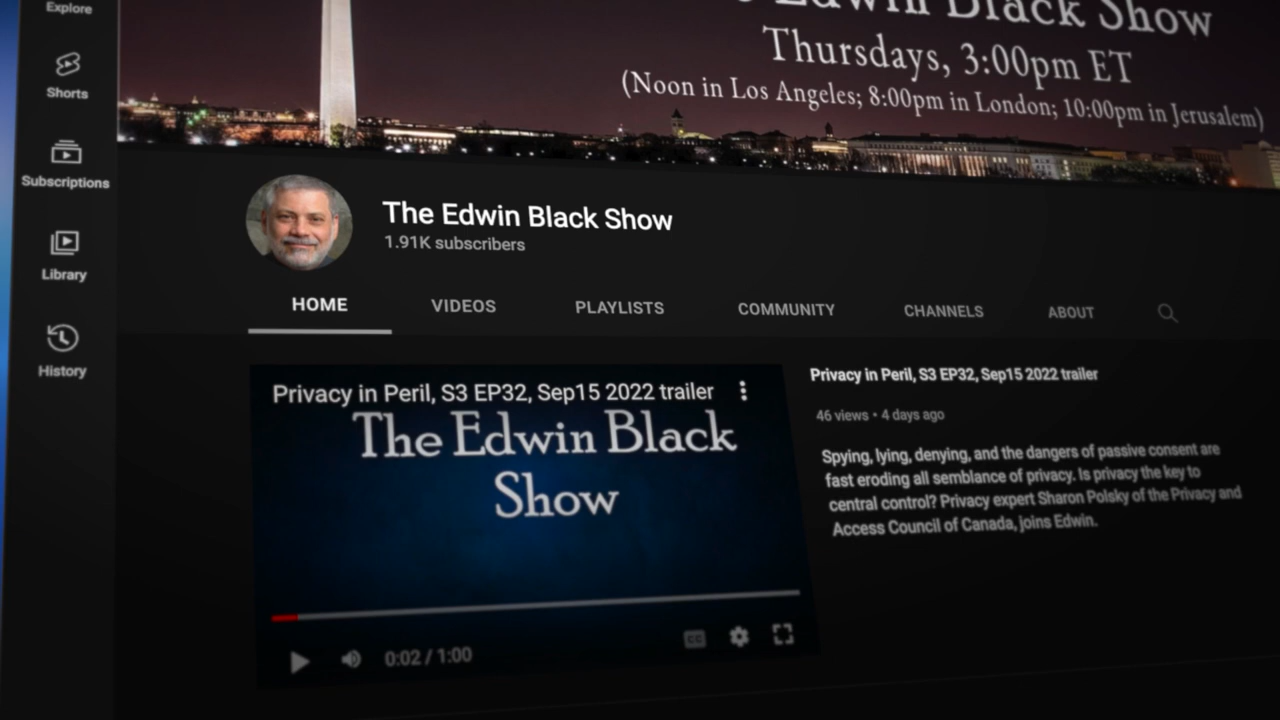 Explore
Edwin Black Show
Thursdays, 3:00pm ET
(Noon in Los Angeles; 8:00pm in London; 10:00pm in Jerusalem)
Shorts
Subscriptions
Library
History
The Edwin Black Show
1.91K subscribers
HOME VIDEOS PLAYLISTS COMMUNITY CHANNELS ABOUT
Privacy in Peril, S3 EP32, Sep15 2022 trailer
The Edwin Black
Show
CC
0:02 / 1:00
Privacy in Peril, S3 EP32, Sep15 2022 trailer
46 views • 4 days ago
Spying, lying, denying, and the dangers of passive consent are
fast eroding all semblance of privacy. Is privacy the key to
central control? Privacy expert Sharon Polsky of the Privacy and
Access Council of Canada, joins Edwin.